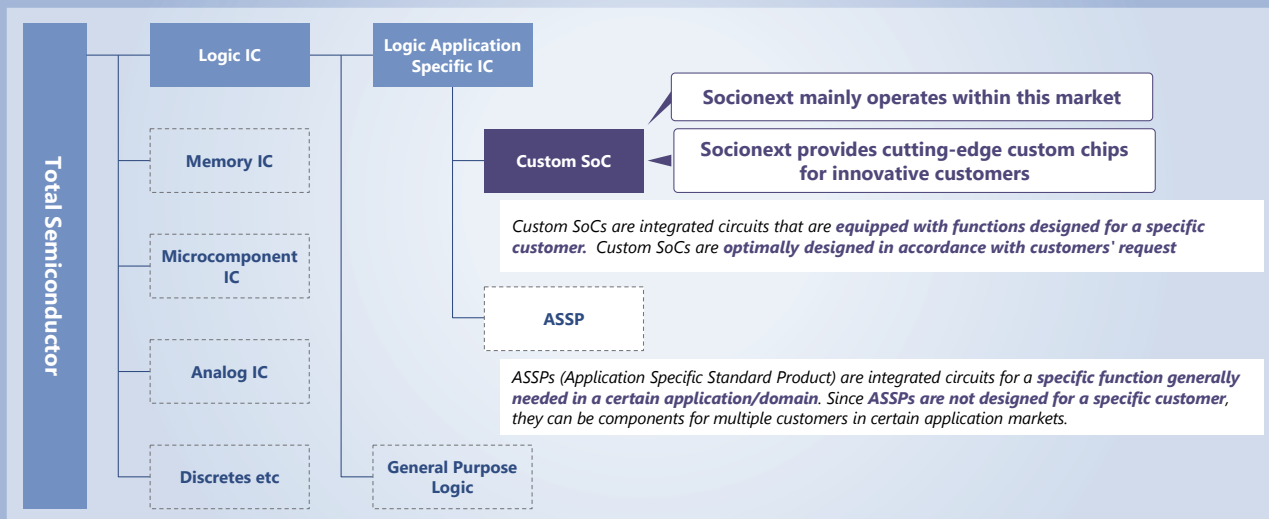 Total Semiconductor
Logic IC
Memory IC
Microcomponent
IC
Analog IC
Discretes etc
Logic Application
Specific IC
General Purpose
Logic
Custom SoC
Socionext mainly operates within this market
Socionext provides cutting-edge custom chips
for innovative customers
Custom SoCs are integrated circuits that are equipped with functions designed for a specific
customer. Custom SoCs are optimally designed in accordance with customers' request
ASSP
ASSPs (Application Specific Standard Product) are integrated circuits for a specific function generally
needed in a certain application/domain. Since ASSPs are not designed for a specific customer,
they can be components for multiple customers in certain application markets.